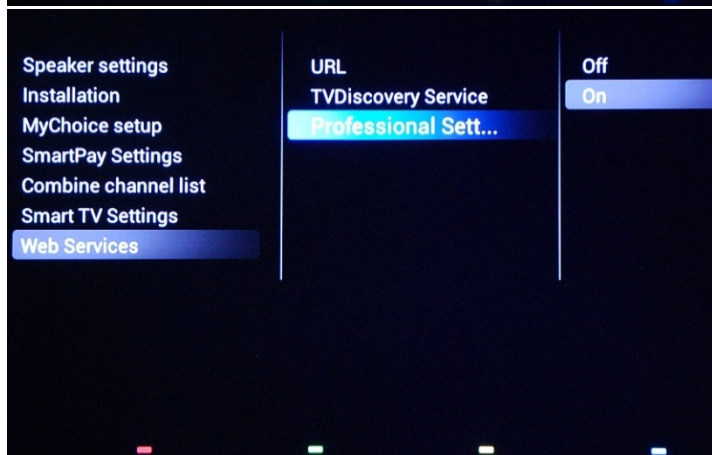 Speaker settings
Installation
MyChoice setup
SmartPay Settings
Combine channel list
Smart TV Settings
Web Services
URL
TVDiscovery Service
Professional Sett...
Off
On